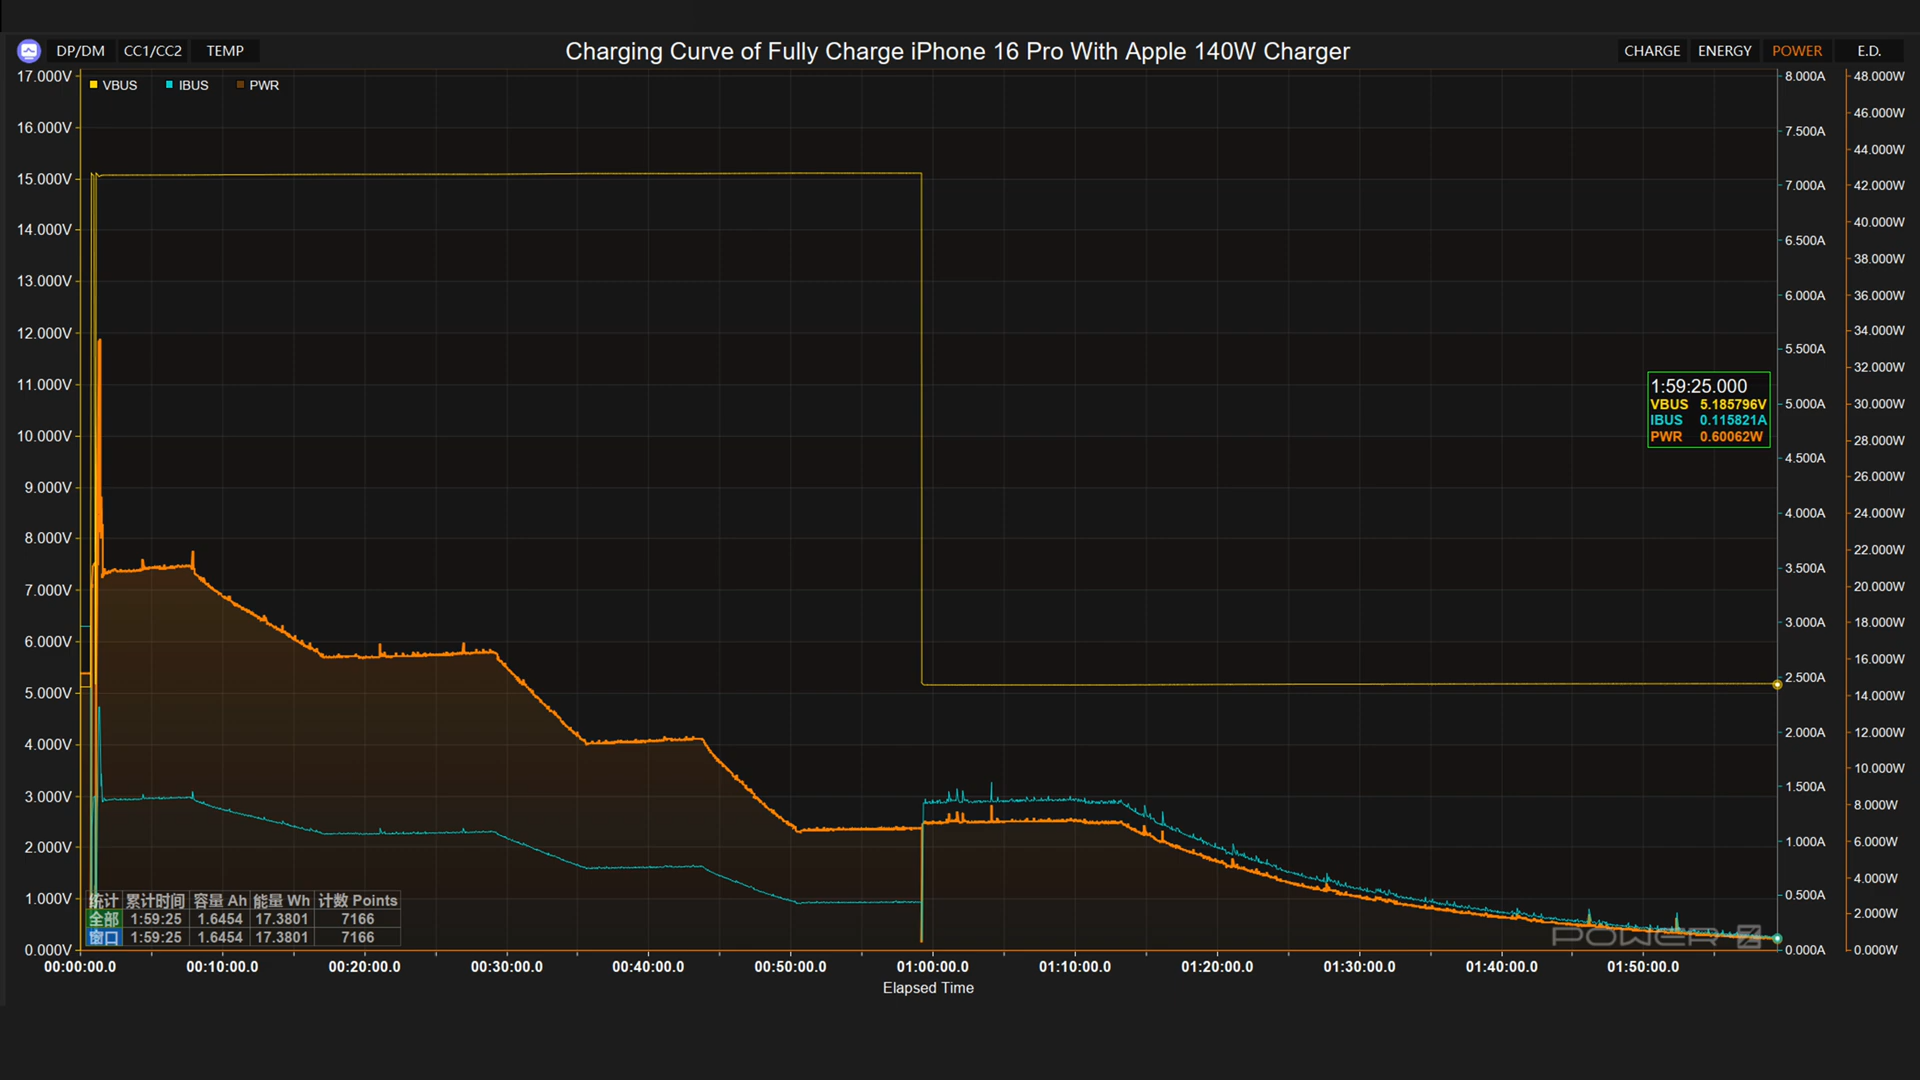 DP/DM CC1/CC2 TEMP Charging Curve of Fully Charge iPhone 16 Pro With Apple 140W Charger CHARGE ENERGY POWER E.D.
VBUS IBUS PWR
17.000V
16.000V
15.000V
14.000V
13.000V
12.000V
11.000V
10.000V
9.000V
8.000V
7.000V
6.000V
5.000V
4.000V
3.000V
2.000V
1.000V
0.000V
8.000A
7.500A
7.000A
6.500A
6.000A
5.500A
5.000A
4.500A
4.000A
3.500A
3.000A
2.500A
2.000A
1.500A
1.000A
0.500A
0.000A
48.000W
46.000W
44.000W
42.000W
40.000W
38.000W
36.000W
34.000W
32.000W
30.000W
28.000W
26.000W
24.000W
22.000W
20.000W
18.000W
16.000W
14.000W
12.000W
10.000W
8.000W
6.000W
4.000W
2.000W
0.000W
1:59:25.000
VBUS 5.185796V
IBUS 0.115821A
PWR 0.60062W
统计 累计时间 容量 Ah 能量 Wh 计数 Points
全部 1:59:25 1.6454 17.3801 7166
窗口 1:59:25 1.6454 17.3801 7166
POWER Z
00:00:00.0 00:10:00.0 00:20:00.0 00:30:00.0 00:40:00.0 00:50:00.0 01:00:00.0 01:10:00.0 01:20:00.0 01:30:00.0 01:40:00.0 01:50:00.0
Elapsed Time